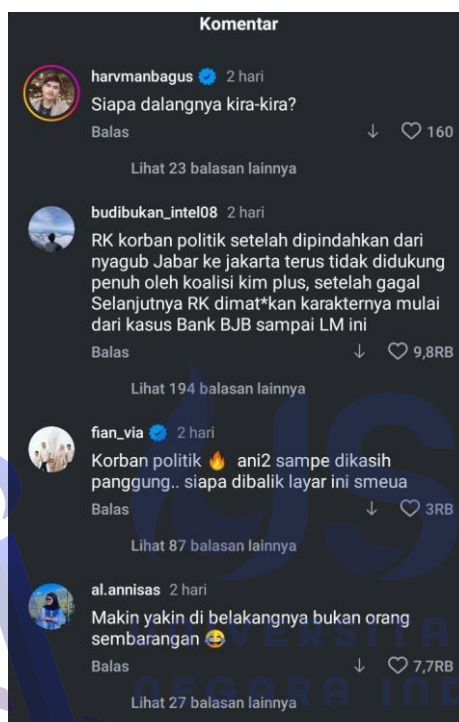 Komentar
harvmanbagus 2 hari
Siapa dalangnya kira-kira?
Balas 160
Lihat 23 balasan lainnya
budibukan_intel08 2 hari
RK korban politik setelah dipindahkan dari
nyagub Jabar ke jakarta terus tidak didukung
penuh oleh koalisi kim plus, setelah gagal
Selanjutnya RK dimat*kan karakternya mulai
dari kasus Bank BJB sampai LM ini
Balas 9,8RB
Lihat 194 balasan lainnya
fian_via 2 hari
Korban politik 🔥 ani2 sampe dikasih
panggung.. siapa dibalik layar ini smeua
Balas 3RB
Lihat 87 balasan lainnya
al.annisas 2 hari
Makin yakin di belakangnya bukan orang
sembarangan 😂
Balas 7,7RB
Lihat 27 balasan lainnya